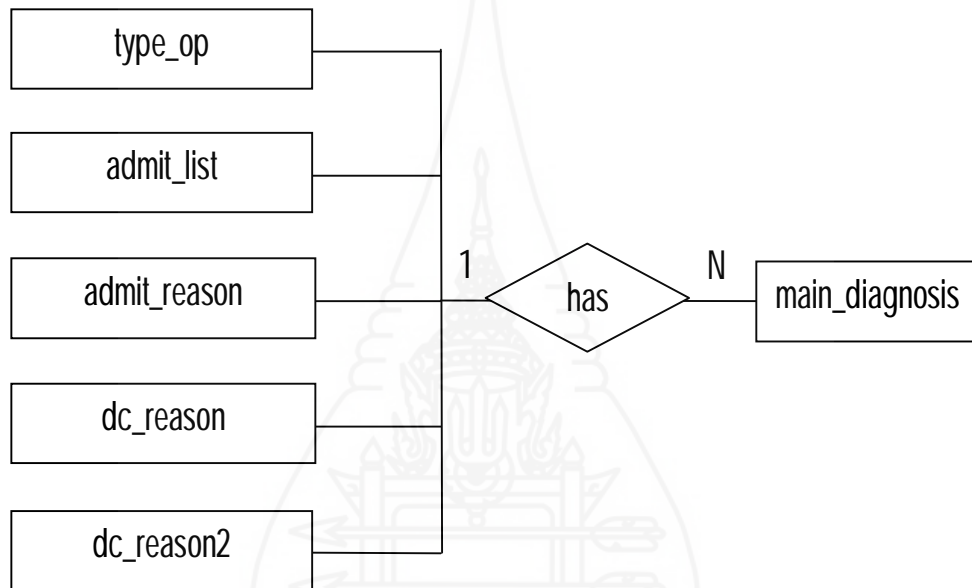 type_op
admit_list
admit_reason
dc_reason
dc_reason2
1
has
N
main_diagnosis